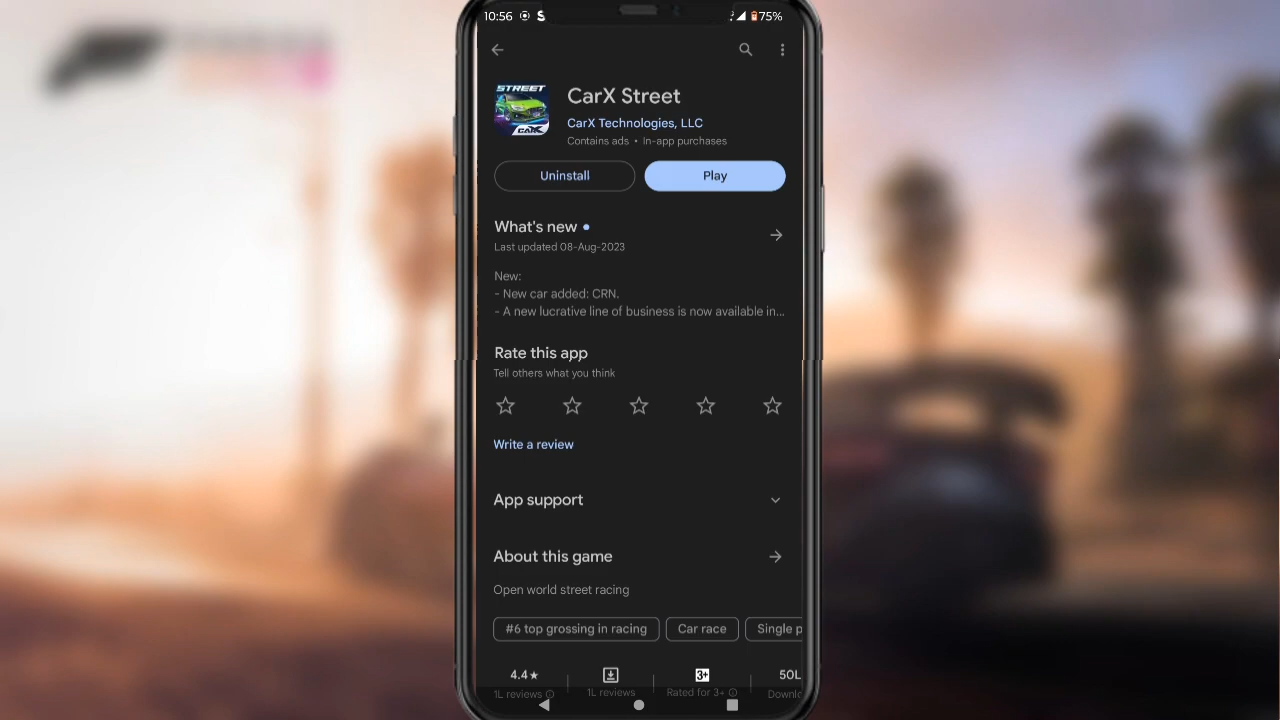 10:56
75%
STREET
CarX
CarX Street
CarX Technologies, LLC
Contains ads • In-app purchases
Uninstall
Play
What's new
Last updated 08-Aug-2023
New:
- New car added: CRN.
- A new lucrative line of business is now available in...
Rate this app
Tell others what you think
Write a review
App support
About this game
Open world street racing
#6 top grossing in racing
Car race
Single p
4.4★
3+
50L
1L reviews
1L reviews
Rated for 3+
Downlo